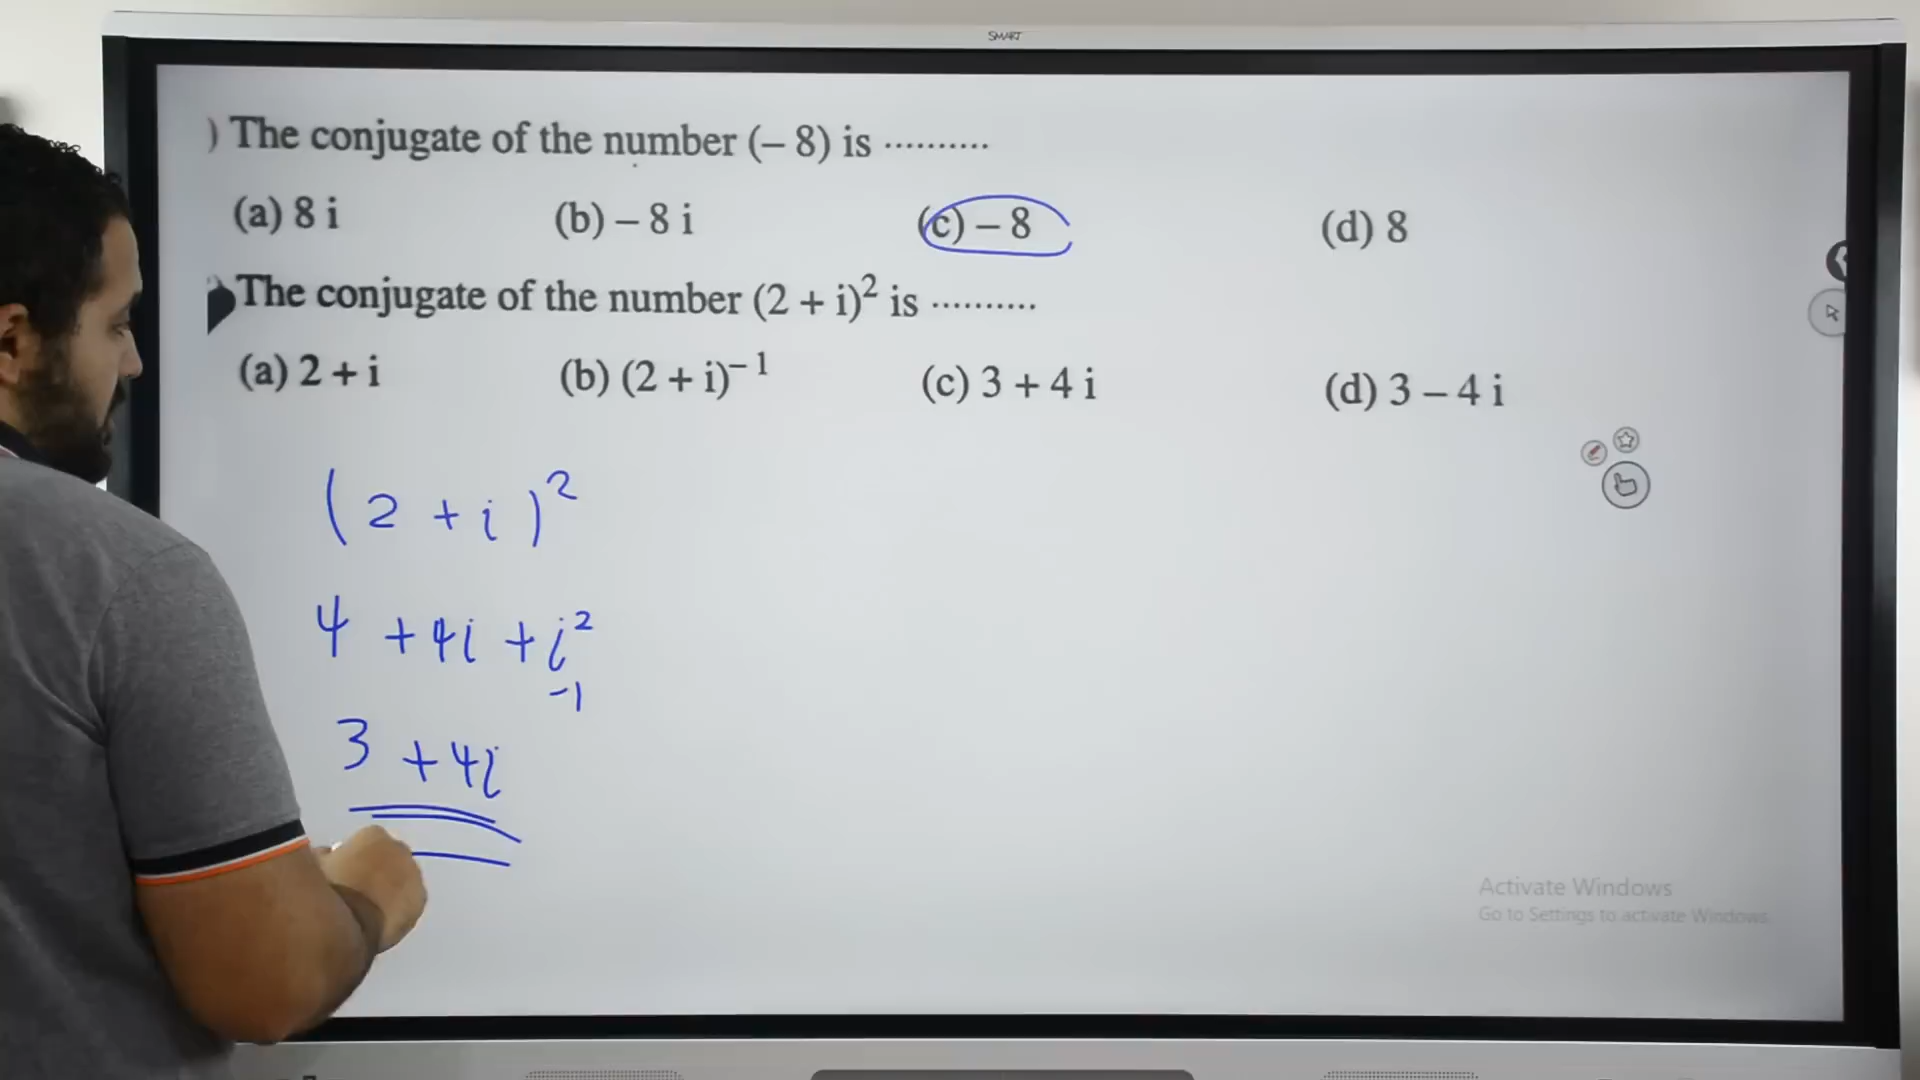 SMART
) The conjugate of the number (– 8) is ..........
(a) 8 i (b) – 8 i (c) – 8 (d) 8
The conjugate of the number (2 + i)² is ..........
(a) 2 + i (b) (2 + i)⁻¹ (c) 3 + 4 i (d) 3 – 4 i
(2 + i)²
4 + 4i + i²
-1
3 + 4i
Activate Windows
Go to Settings to activate Windows.